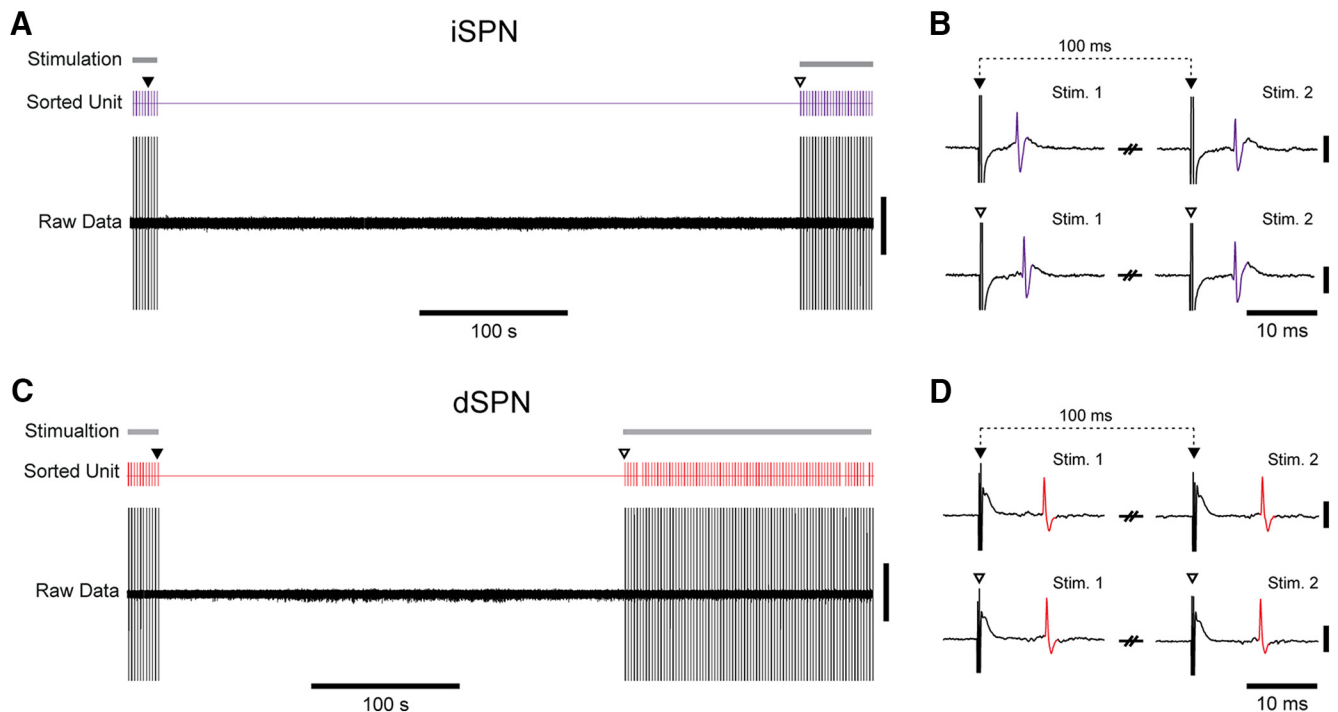 A
iSPN
Stimulation
Sorted Unit
Raw Data
100 s
B
100 ms
Stim. 1
Stim. 2
Stim. 1
Stim. 2
10 ms
C
dSPN
Stimualtion
Sorted Unit
Raw Data
100 s
D
100 ms
Stim. 1
Stim. 2
Stim. 1
Stim. 2
10 ms